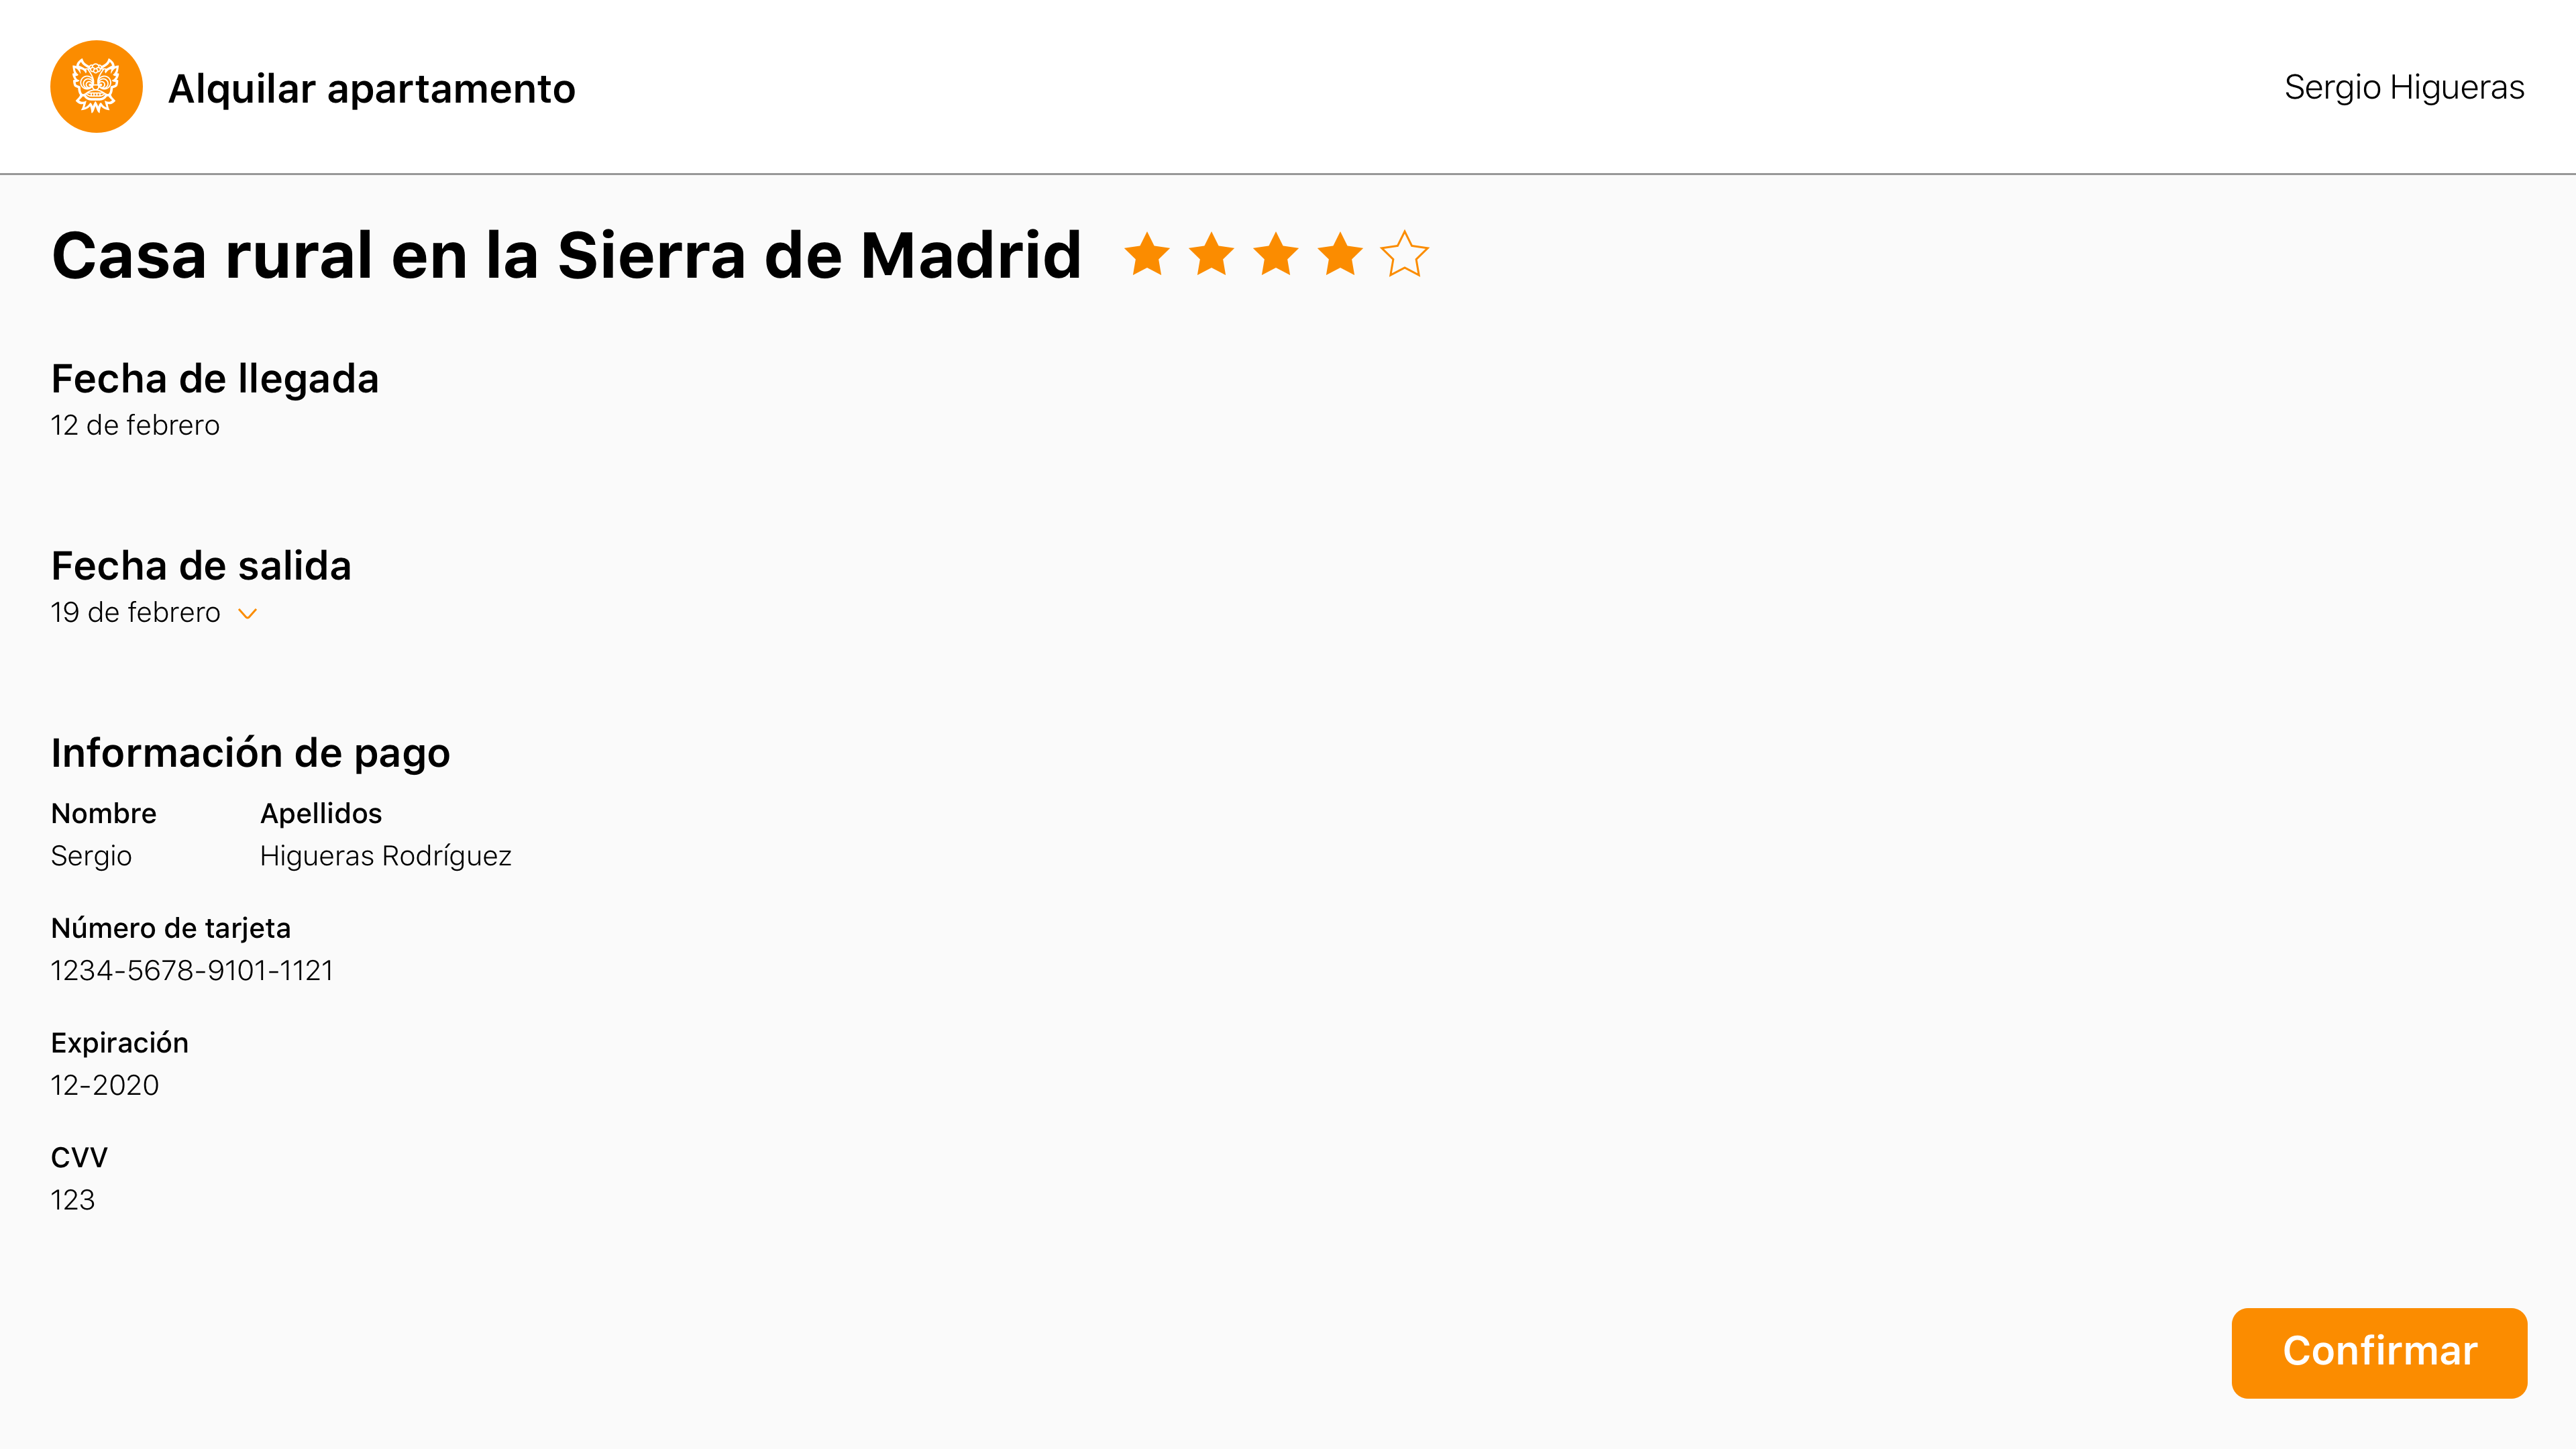 Alquilar apartamento
Sergio Higueras
Casa rural en la Sierra de Madrid
Fecha de llegada
12 de febrero
Fecha de salida
19 de febrero
Información de pago
Nombre Apellidos
Sergio Higueras Rodríguez
Número de tarjeta
1234-5678-9101-1121
Expiración
12-2020
CVV
123
Confirmar